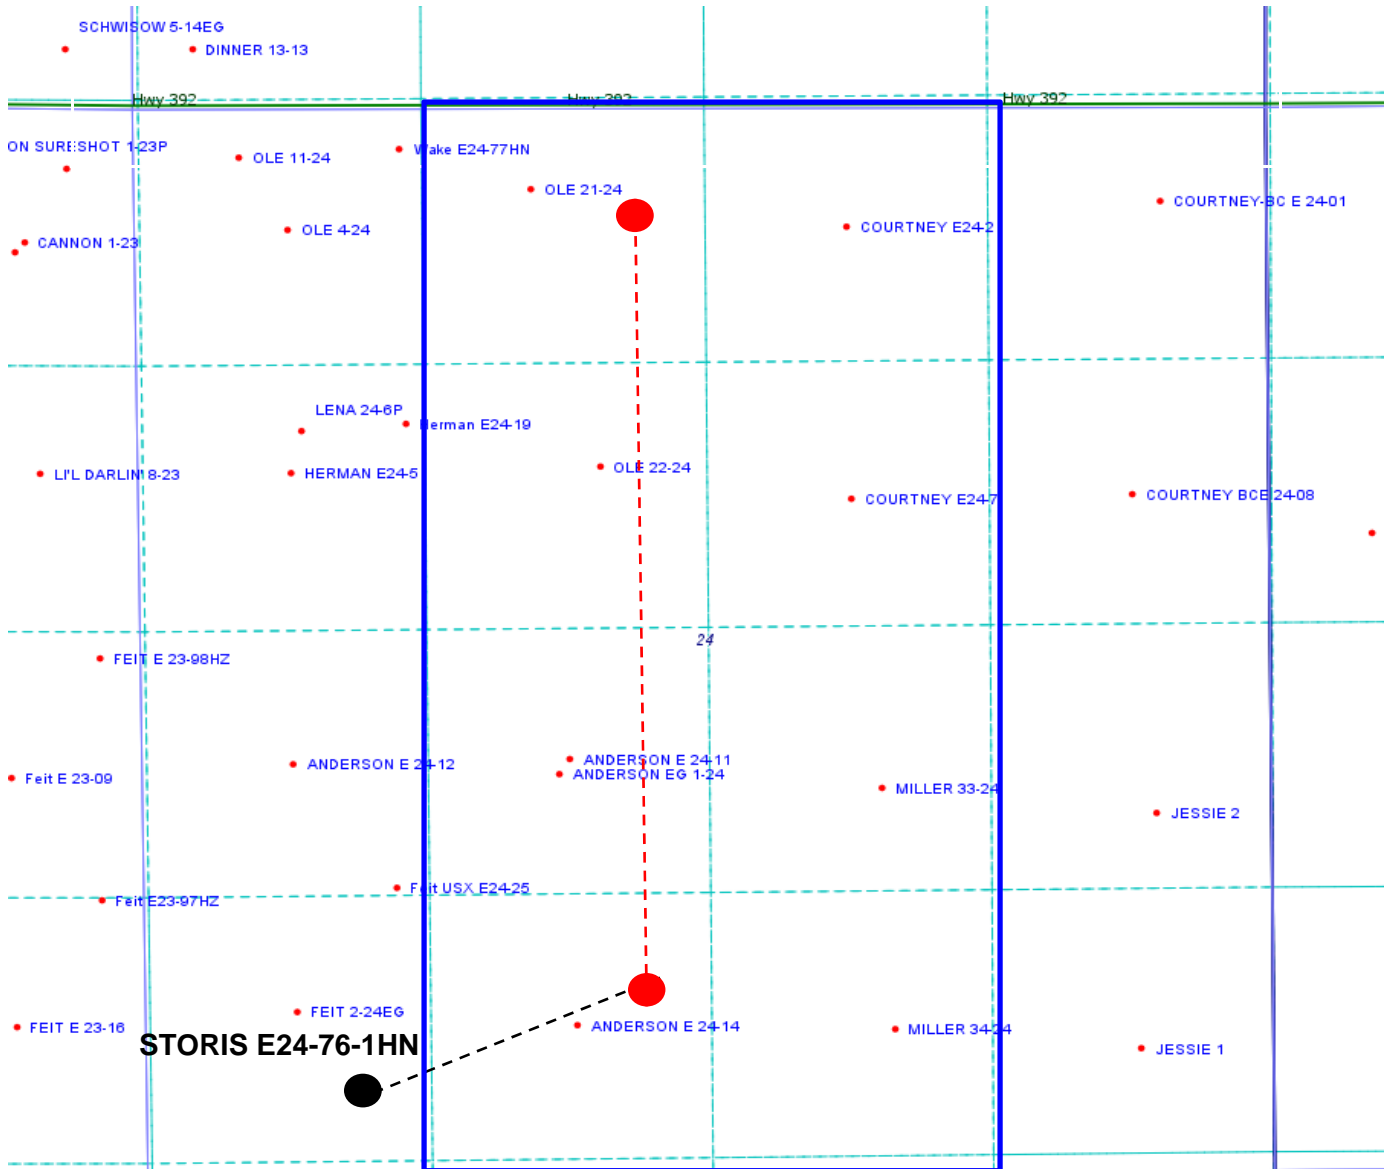 SCHWISOW 5-14EG
DINNER 13-13
Hwy 392
Hwy 392
Hwy 392
ON SURESHOT 1-23P
OLE 11-24
Wake E24-77HN
OLE 21-24
COURTNEY-BC E 24-01
OLE 4-24
COURTNEY E24-2
CANNON 1-23
LENA 24-6P
Herman E24-19
LI'L DARLIN' 8-23
HERMAN E24-5
OLE 22-24
COURTNEY E24-7
COURTNEY BCE 24-08
24
FEIT E 23-98HZ
Feit E 23-09
ANDERSON E 24-12
ANDERSON E 24-11
ANDERSON EG 1-24
MILLER 33-24
JESSIE 2
Feit USX E24-25
Feit E23-97HZ
FEIT 2-24EG
FEIT E 23-16
ANDERSON E 24-14
MILLER 34-24
STORIS E24-76-1HN
JESSIE 1